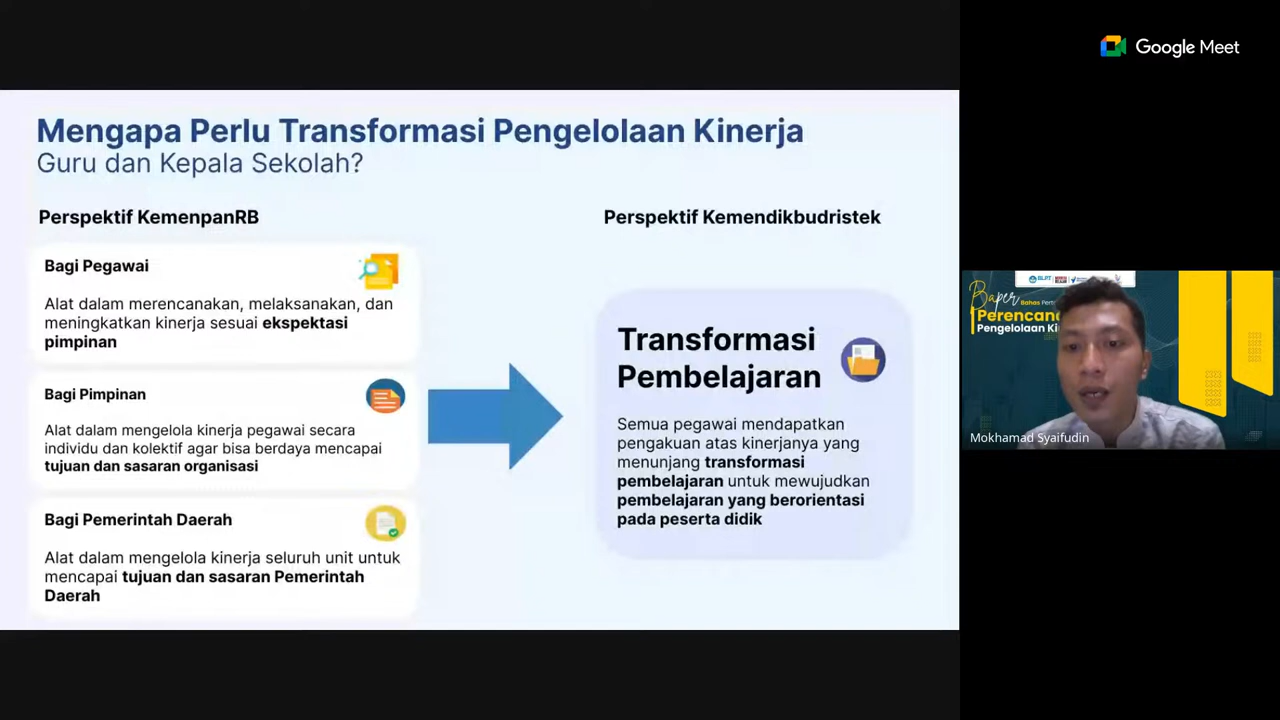 Google Meet
Mengapa Perlu Transformasi Pengelolaan Kinerja
Guru dan Kepala Sekolah?
Perspektif KemenpanRB
Bagi Pegawai
Alat dalam merencanakan, melaksanakan, dan
meningkatkan kinerja sesuai ekspektasi
pimpinan
Bagi Pimpinan
Alat dalam mengelola kinerja pegawai secara
individu dan kolektif agar bisa berdaya mencapai
tujuan dan sasaran organisasi
Bagi Pemerintah Daerah
Alat dalam mengelola kinerja seluruh unit untuk
mencapai tujuan dan sasaran Pemerintah
Daerah
Perspektif Kemendikbudristek
Transformasi
Pembelajaran
Semua pegawai mendapatkan
pengakuan atas kinerjanya yang
menunjang transformasi
pembelajaran untuk mewujudkan
pembelajaran yang berorientasi
pada peserta didik
Baper Bahas
Perencana
Pengelolaan Ki
Mokhamad Syaifudin